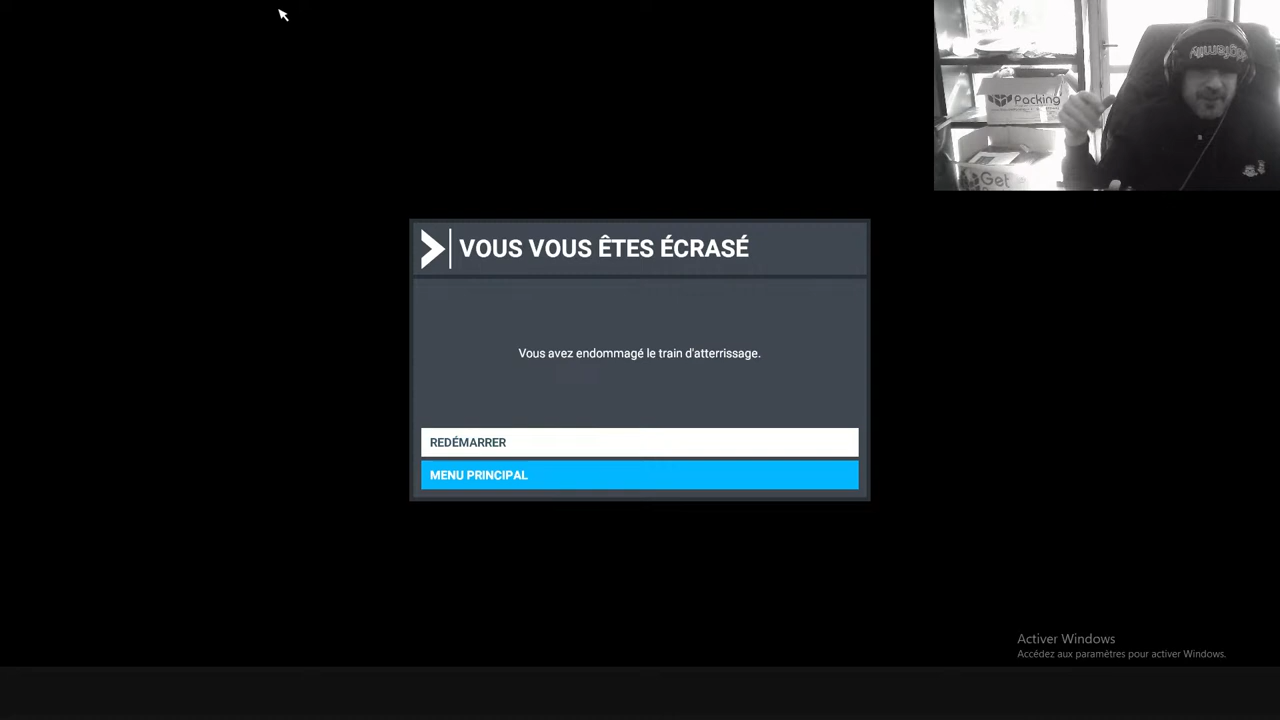 Packing
Get
VOUS VOUS ÊTES ÉCRASÉ
Vous avez endommagé le train d'atterrissage.
REDÉMARRER
MENU PRINCIPAL
Activer Windows
Accédez aux paramètres pour activer Windows.